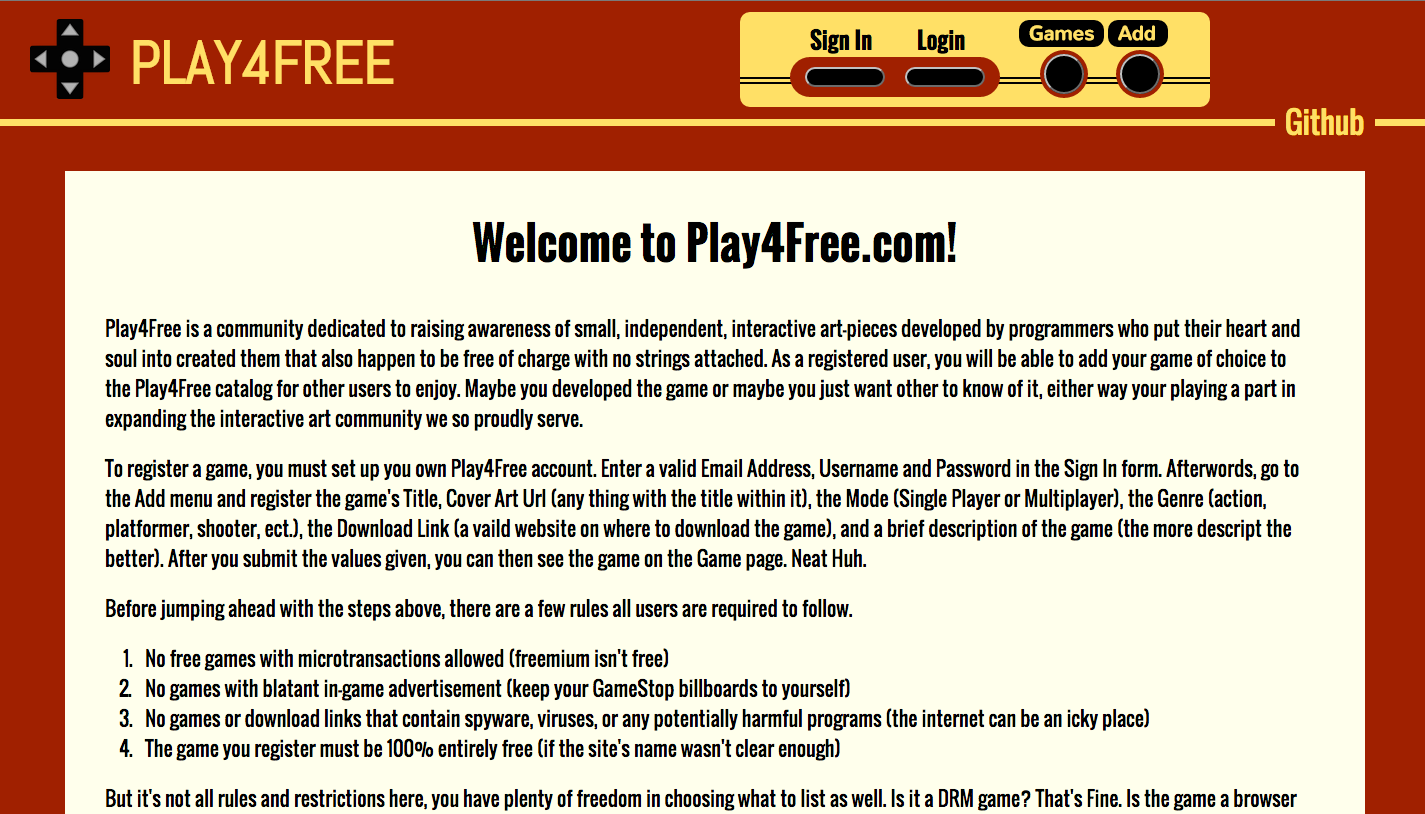 PLAY4FREE
Sign In Login Games Add
Github
Welcome to Play4Free.com!
Play4Free is a community dedicated to raising awareness of small, independent, interactive art-pieces developed by programmers who put their heart and
soul into created them that also happen to be free of charge with no strings attached. As a registered user, you will be able to add your game of choice to
the Play4Free catalog for other users to enjoy. Maybe you developed the game or maybe you just want other to know of it, either way your playing a part in
expanding the interactive art community we so proudly serve.
To register a game, you must set up you own Play4Free account. Enter a valid Email Address, Username and Password in the Sign In form. Afterwords, go to
the Add menu and register the game's Title, Cover Art Url (any thing with the title within it), the Mode (Single Player or Multiplayer), the Genre (action,
platformer, shooter, ect.), the Download Link (a vaild website on where to download the game), and a brief description of the game (the more descript the
better). After you submit the values given, you can then see the game on the Game page. Neat Huh.
Before jumping ahead with the steps above, there are a few rules all users are required to follow.
1. No free games with microtransactions allowed (freemium isn't free)
2. No games with blatant in-game advertisement (keep your GameStop billboards to yourself)
3. No games or download links that contain spyware, viruses, or any potentially harmful programs (the internet can be an icky place)
4. The game you register must be 100% entirely free (if the site's name wasn't clear enough)
But it's not all rules and restrictions here, you have plenty of freedom in choosing what to list as well. Is it a DRM game? That's Fine. Is the game a browser